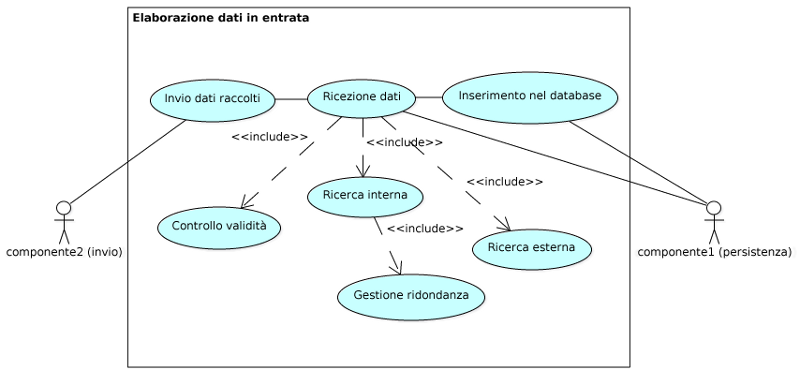 Elaborazione dati in entrata
Invio dati raccolti
Ricezione dati
Inserimento nel database
<<include>>
<<include>>
<<include>>
Ricerca interna
Controllo validità
<<include>>
Ricerca esterna
componente2 (invio)
componente1 (persistenza)
Gestione ridondanza